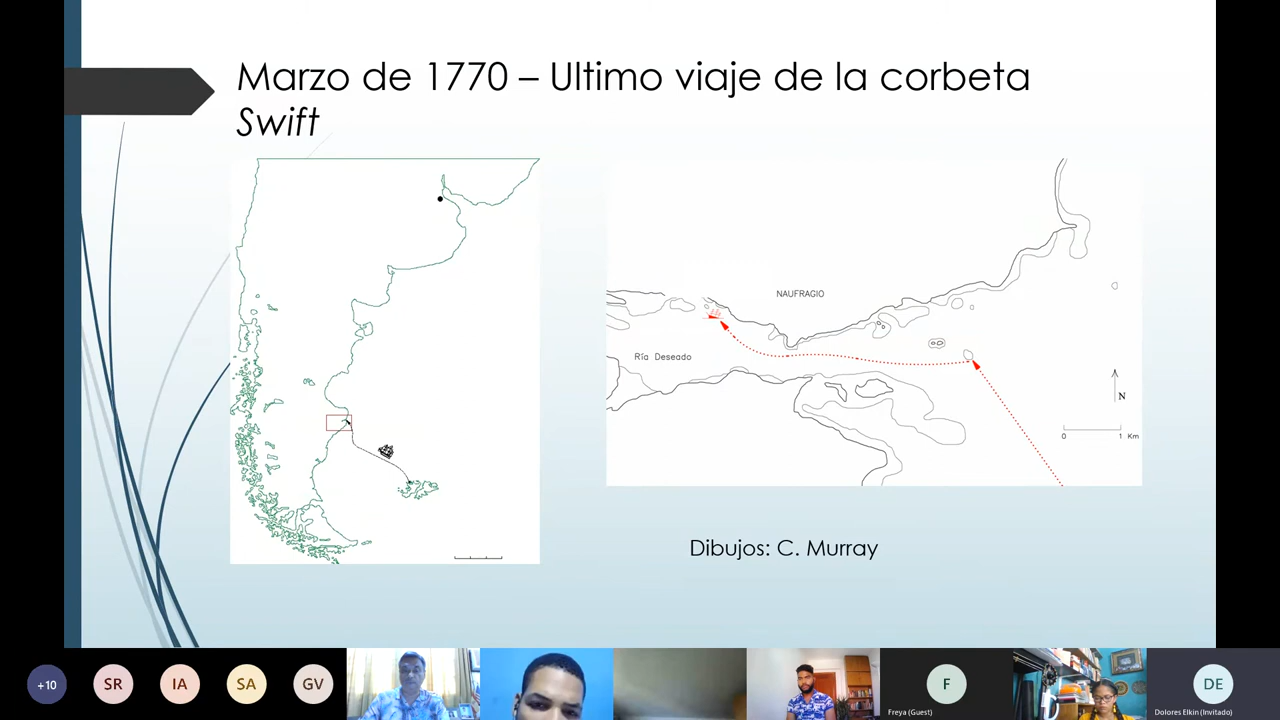 Marzo de 1770 – Ultimo viaje de la corbeta
Swift
NAUFRAGIO
Ría Deseado
N
0 1 Km
Dibujos: C. Murray
+10 SR IA SA GV F DE
Freya (Guest) Dolores Elkin (Invitado)